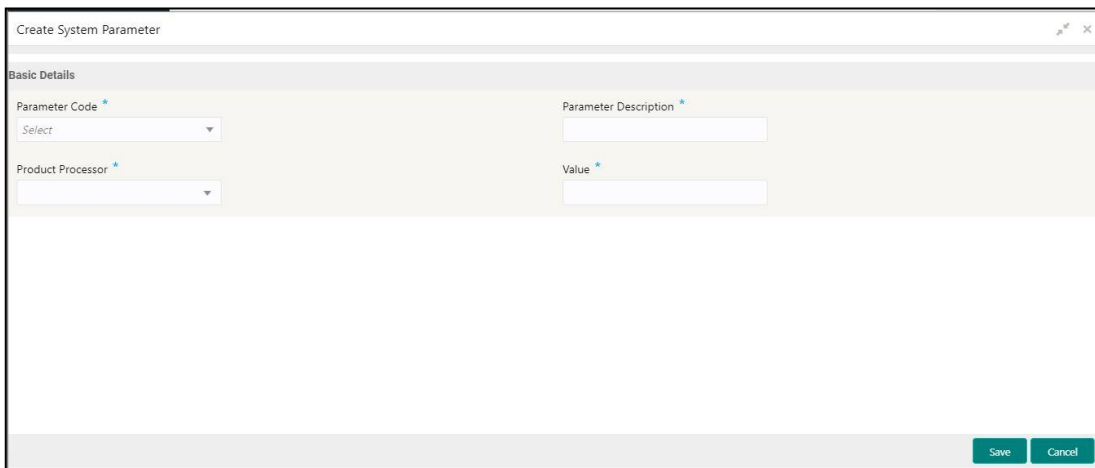 Create System Parameter
Basic Details
Parameter Code *
Parameter Description *
Select
Product Processor *
Value *
Save
Cancel